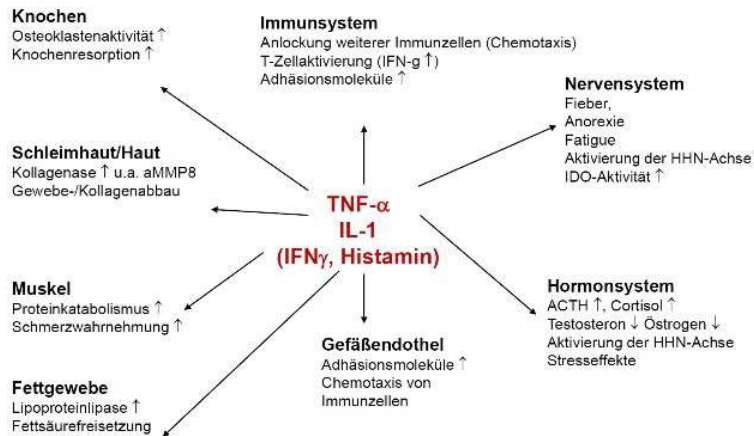 Knochen
Osteoklastenaktivität ↑
Knochenresorption ↑
Immunsystem
Anlockung weiterer Immunzellen (Chemotaxis)
T-Zellaktivierung (IFN-g ↑)
Adhäsionsmoleküle ↑
Nervensystem
Fieber,
Anorexie
Fatigue
Aktivierung der HHN-Achse
IDO-Aktivität ↑
Schleimhaut/Haut
Kollagenase ↑ u.a. aMMP8
Gewebe-/Kollagenabbau
TNF-α
IL-1
(IFNγ, Histamin)
Muskel
Proteinkatabolismus ↑
Schmerzwahrnehmung ↑
Hormonsystem
ACTH ↑, Cortisol ↑
Testosteron ↓ Östrogen ↓
Aktivierung der HHN-Achse
Stresseffekte
Gefäßendothel
Adhäsionsmoleküle ↑
Chemotaxis von
Immunzellen
Fettgewebe
Lipoproteinlipase ↑
Fettsäurefreisetzung